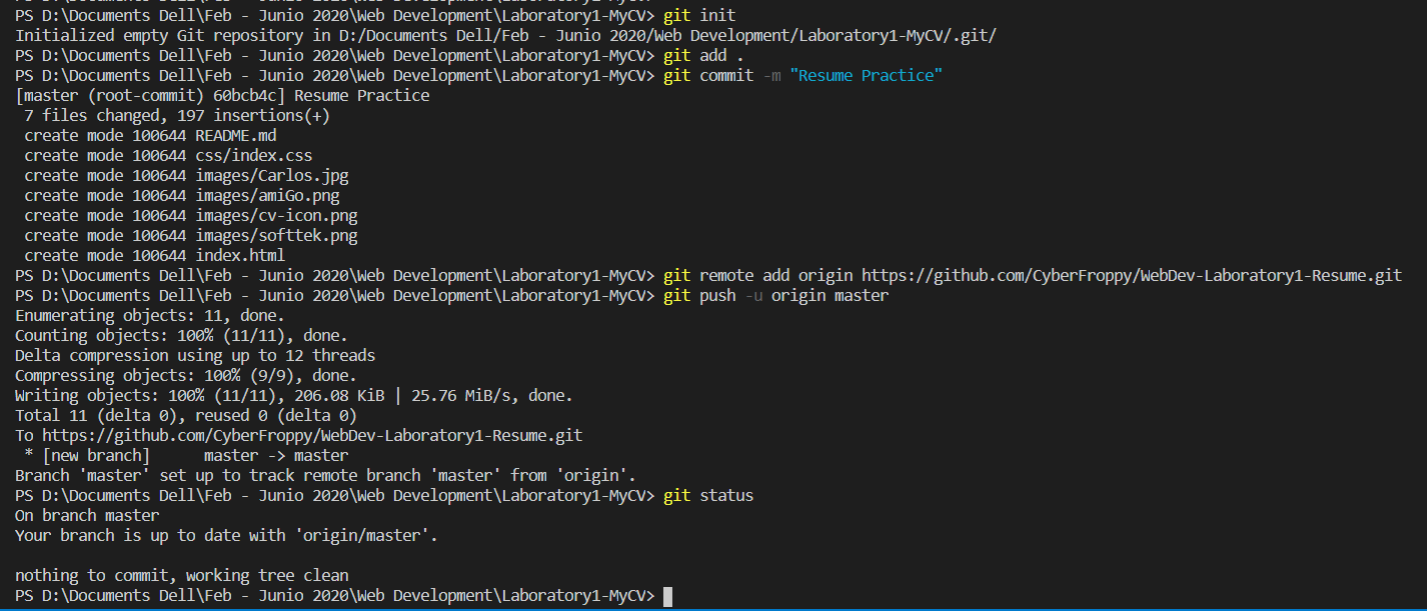 PS D:\Documents Dell\Feb - Junio 2020\Web Development\Laboratory1-MyCV> git init
Initialized empty Git repository in D:/Documents Dell/Feb - Junio 2020/Web Development/Laboratory1-MyCV/.git/
PS D:\Documents Dell\Feb - Junio 2020\Web Development\Laboratory1-MyCV> git add .
PS D:\Documents Dell\Feb - Junio 2020\Web Development\Laboratory1-MyCV> git commit -m "Resume Practice"
[master (root-commit) 60bcb4c] Resume Practice
 7 files changed, 197 insertions(+)
 create mode 100644 README.md
 create mode 100644 css/index.css
 create mode 100644 images/Carlos.jpg
 create mode 100644 images/amiGo.png
 create mode 100644 images/cv-icon.png
 create mode 100644 images/softtek.png
 create mode 100644 index.html
PS D:\Documents Dell\Feb - Junio 2020\Web Development\Laboratory1-MyCV> git remote add origin https://github.com/CyberFroppy/WebDev-Laboratory1-Resume.git
PS D:\Documents Dell\Feb - Junio 2020\Web Development\Laboratory1-MyCV> git push -u origin master
Enumerating objects: 11, done.
Counting objects: 100% (11/11), done.
Delta compression using up to 12 threads
Compressing objects: 100% (9/9), done.
Writing objects: 100% (11/11), 206.08 KiB | 25.76 MiB/s, done.
Total 11 (delta 0), reused 0 (delta 0)
To https://github.com/CyberFroppy/WebDev-Laboratory1-Resume.git
 * [new branch]      master -> master
Branch 'master' set up to track remote branch 'master' from 'origin'.
PS D:\Documents Dell\Feb - Junio 2020\Web Development\Laboratory1-MyCV> git status
On branch master
Your branch is up to date with 'origin/master'.

nothing to commit, working tree clean
PS D:\Documents Dell\Feb - Junio 2020\Web Development\Laboratory1-MyCV>